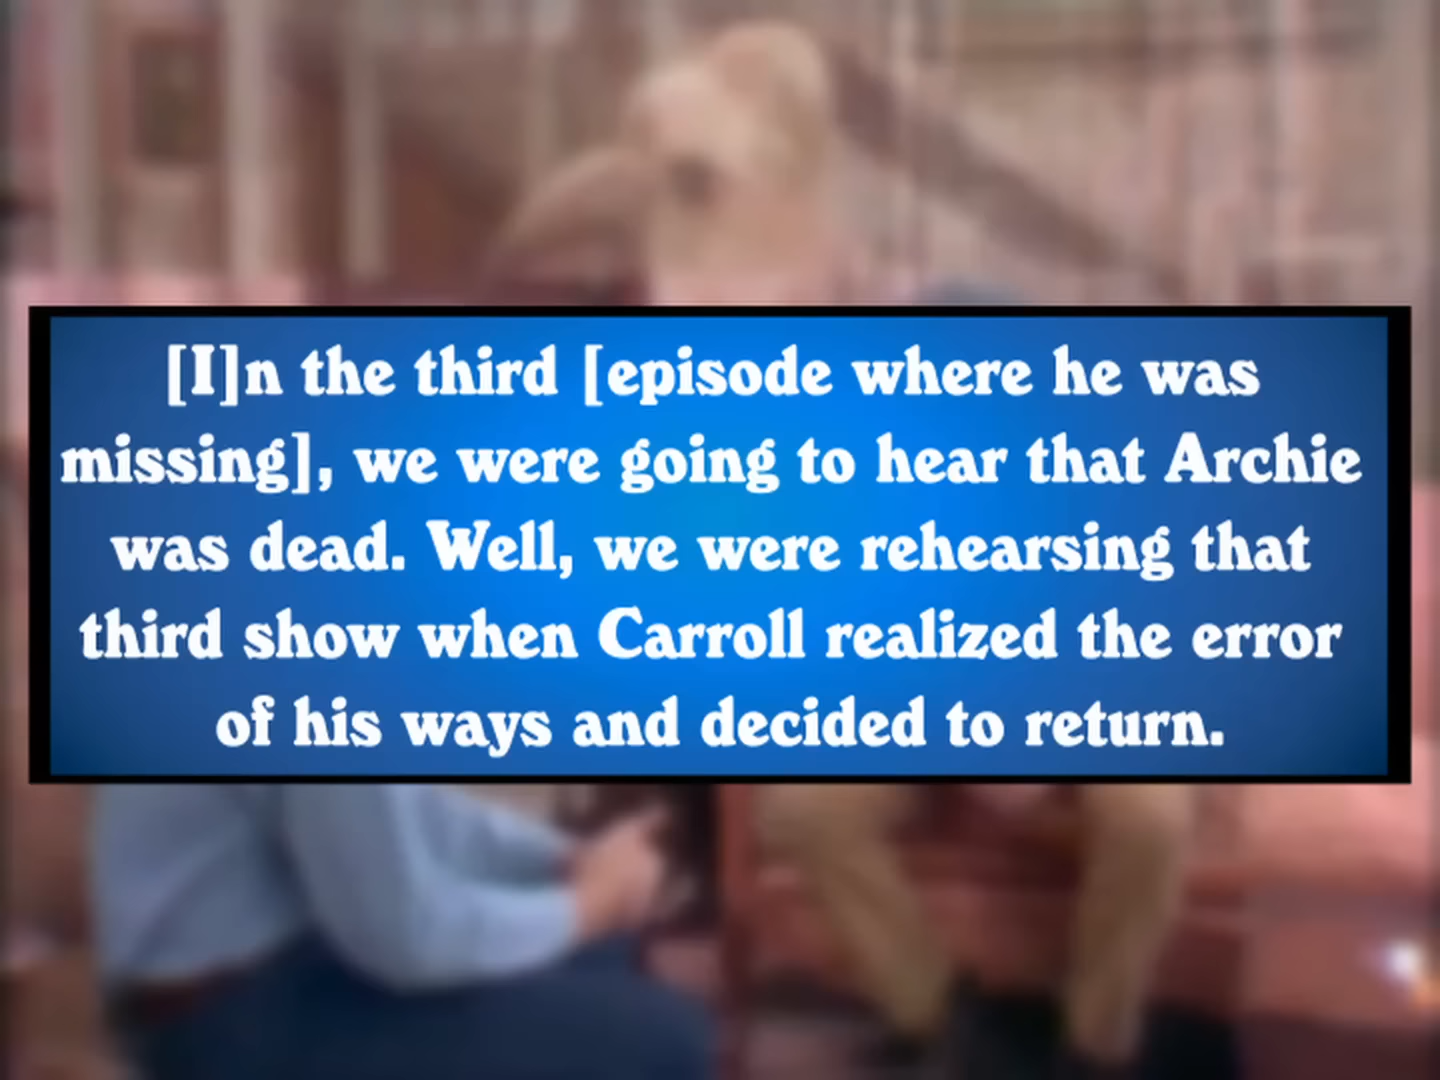 [I]n the third [episode where he was
missing], we were going to hear that Archie
was dead. Well, we were rehearsing that
third show when Carroll realized the error
of his ways and decided to return.